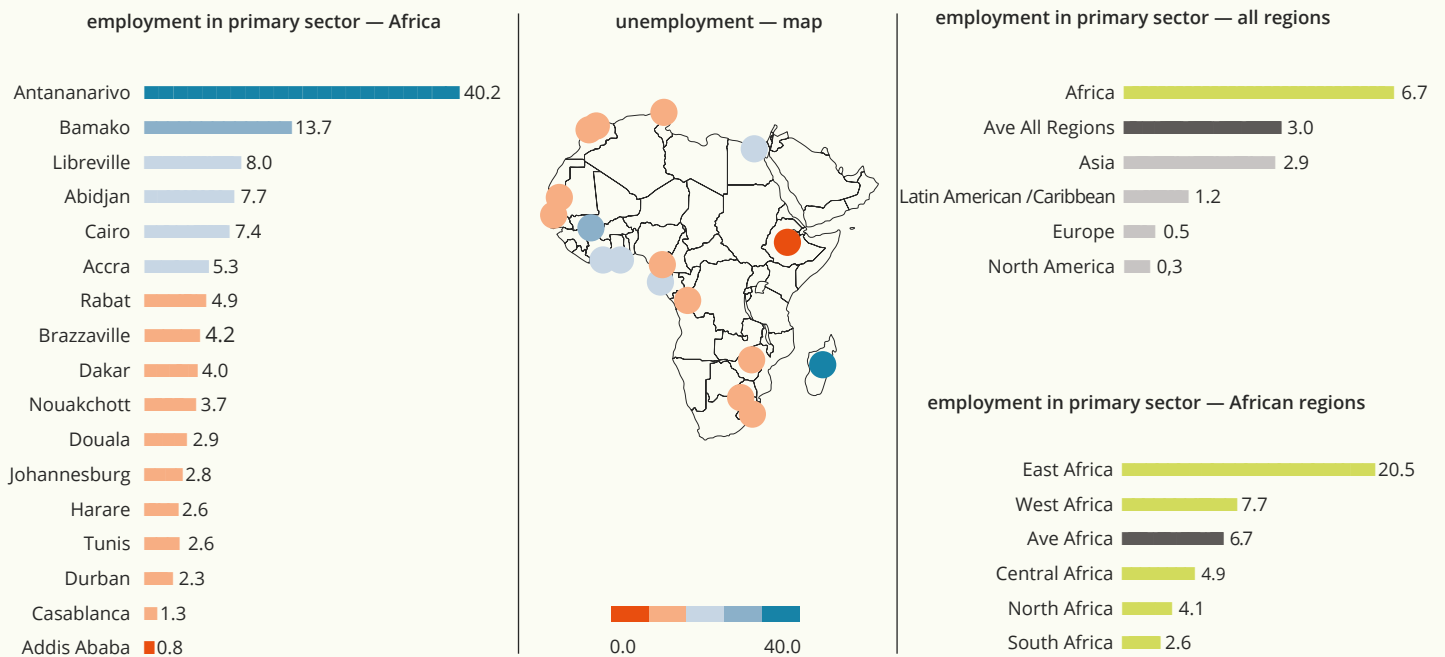 employment in primary sector — Africa
Antananarivo 40.2
Bamako 13.7
Libreville 8.0
Abidjan 7.7
Cairo 7.4
Accra 5.3
Rabat 4.9
Brazzaville 4.2
Dakar 4.0
Nouakchott 3.7
Douala 2.9
Johannesburg 2.8
Harare 2.6
Tunis 2.6
Durban 2.3
Casablanca 1.3
Addis Ababa 0.8
unemployment — map
0.0 40.0
employment in primary sector — all regions
Africa 6.7
Ave All Regions 3.0
Asia 2.9
Latin American /Caribbean 1.2
Europe 0.5
North America 0,3
employment in primary sector — African regions
East Africa 20.5
West Africa 7.7
Ave Africa 6.7
Central Africa 4.9
North Africa 4.1
South Africa 2.6